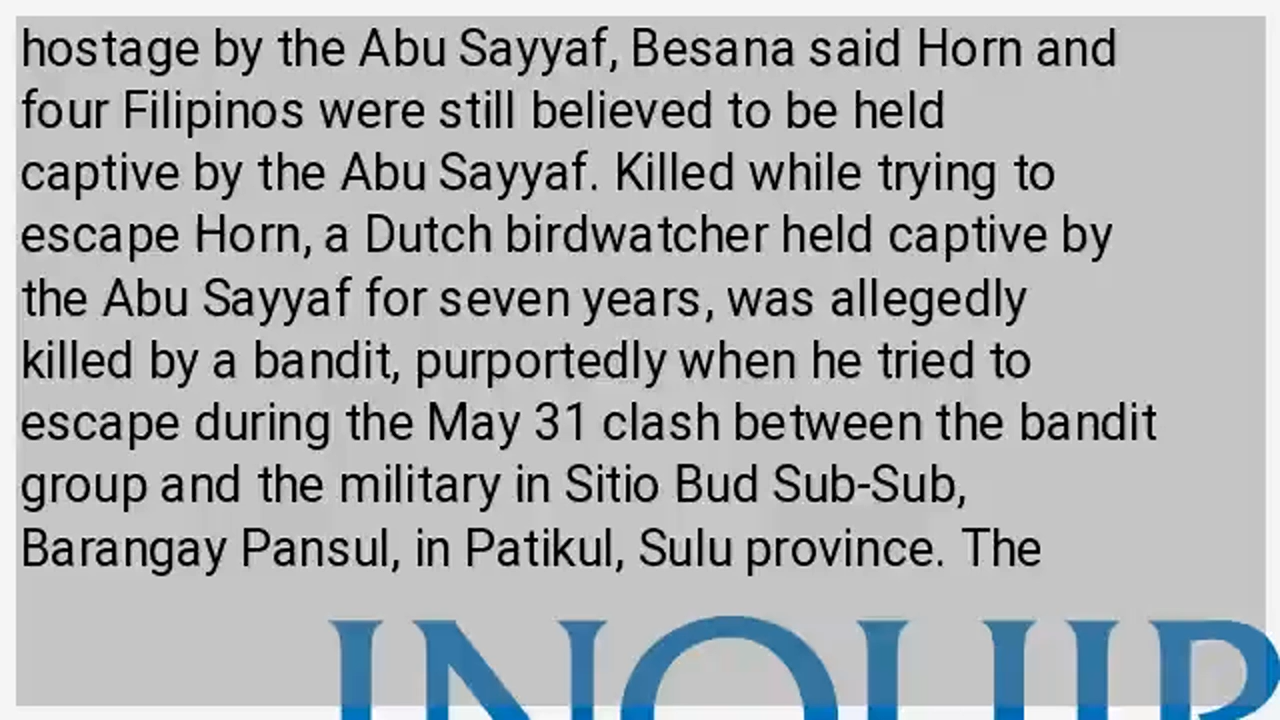 hostage by the Abu Sayyaf, Besana said Horn and
four Filipinos were still believed to be held
captive by the Abu Sayyaf. Killed while trying to
escape Horn, a Dutch birdwatcher held captive by
the Abu Sayyaf for seven years, was allegedly
killed by a bandit, purportedly when he tried to
escape during the May 31 clash between the bandit
group and the military in Sitio Bud Sub-Sub,
Barangay Pansul, in Patikul, Sulu province. The